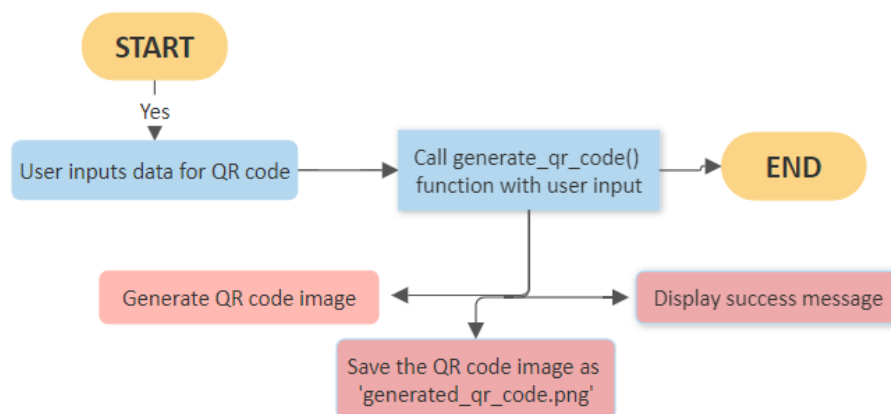 START
Yes
User inputs data for QR code
Call generate_qr_code()
function with user input
END
Generate QR code image
Display success message
Save the QR code image as
'generated_qr_code.png'